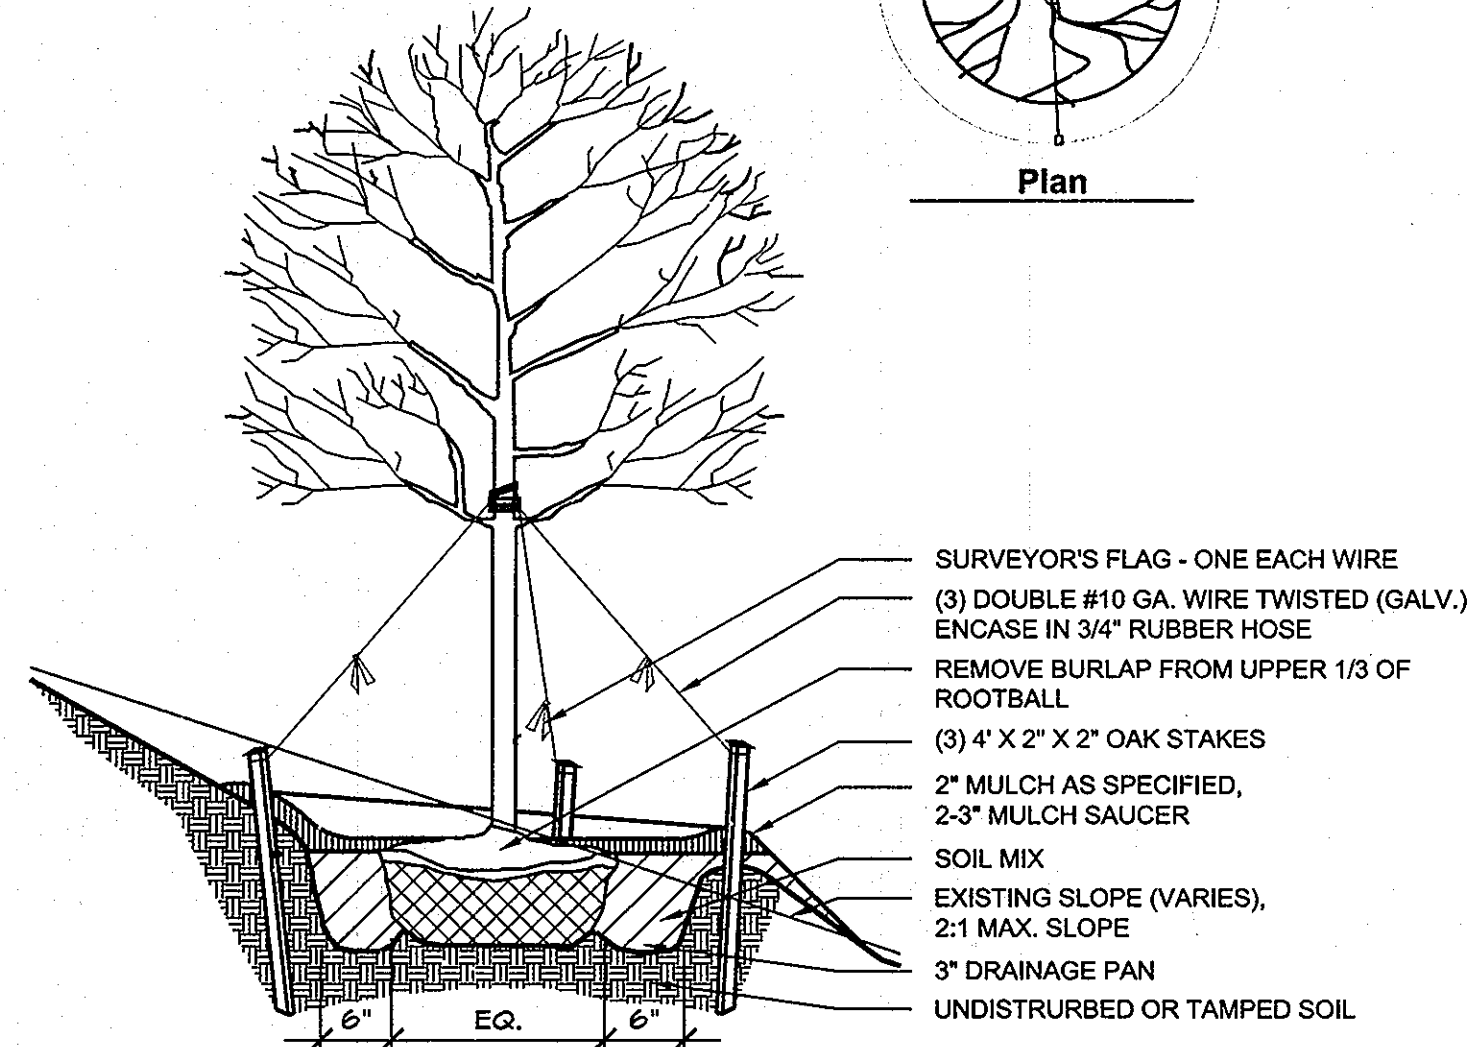 Plan
SURVEYOR'S FLAG - ONE EACH WIRE
(3) DOUBLE #10 GA. WIRE TWISTED (GALV.)
ENCASE IN 3/4" RUBBER HOSE
REMOVE BURLAP FROM UPPER 1/3 OF
ROOTBALL
(3) 4' X 2" X 2" OAK STAKES
2" MULCH AS SPECIFIED,
2-3" MULCH SAUCER
SOIL MIX
EXISTING SLOPE (VARIES),
2:1 MAX. SLOPE
3" DRAINAGE PAN
UNDISTRURBED OR TAMPED SOIL
6" EQ. 6"